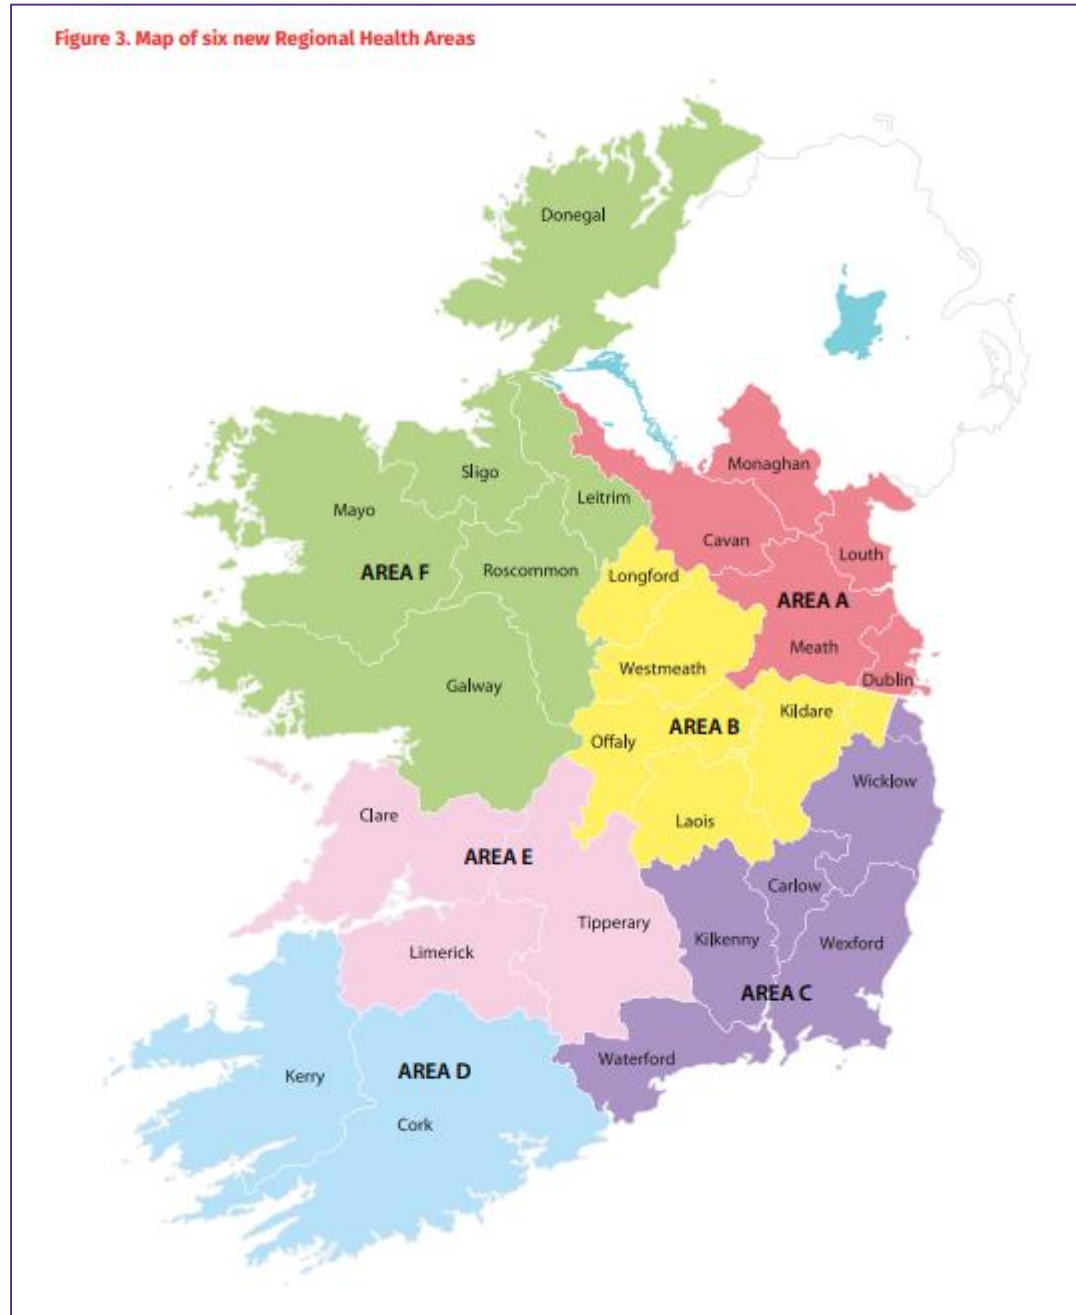 Figure 3. Map of six new Regional Health Areas
Donegal
Monaghan
Sligo
Leitrim
Mayo
Cavan
Louth
AREA F
Roscommon
Longford
AREA A
Meath
Westmeath
Dublin
Galway
Kildare
AREA B
Offaly
Wicklow
Clare
Laois
AREA E
Carlow
Tipperary
Kilkenny
Wexford
Limerick
AREA C
Waterford
AREA D
Kerry
Cork